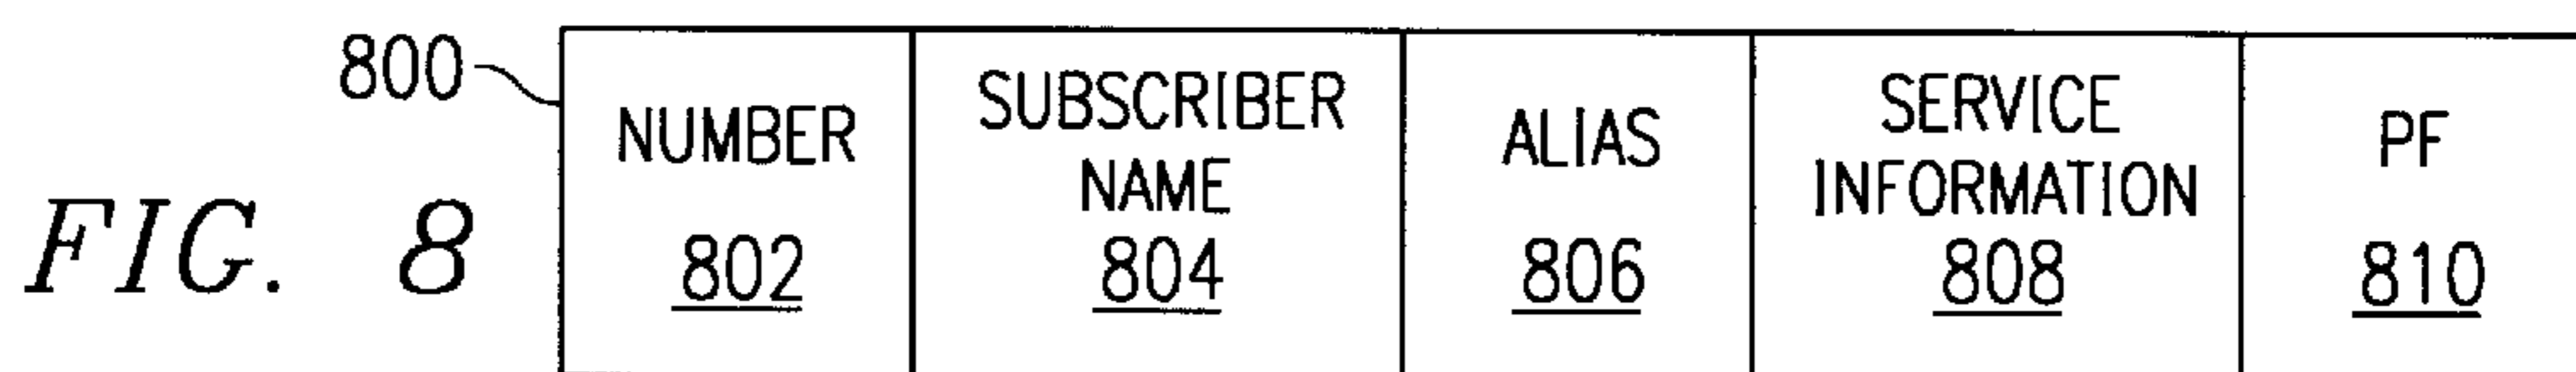 800
NUMBER
802
SUBSCRIBER
NAME
804
ALIAS
806
SERVICE
INFORMATION
808
PF
810
FIG. 8